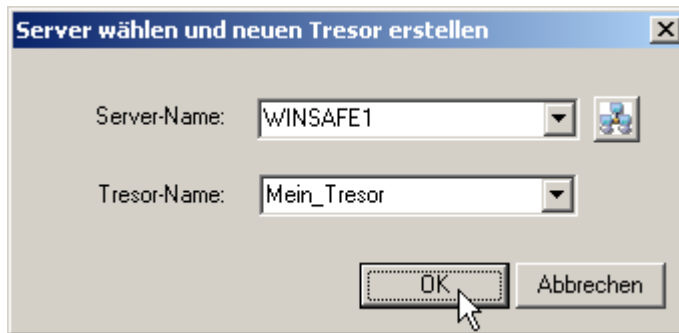 Server wählen und neuen Tresor erstellen
Server-Name: WINSAFE1
Tresor-Name: Mein_Tresor
OK Abbrechen